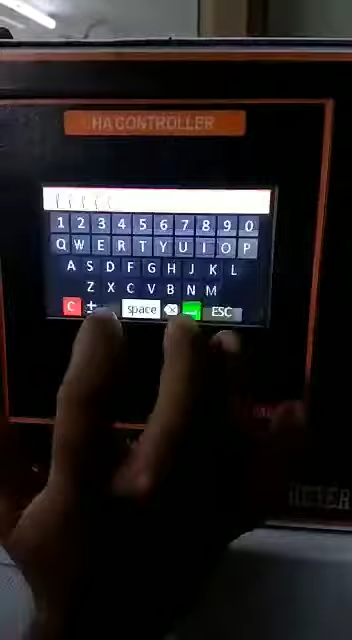 HA CONTROLLER
1 2 3 4 5 6 7 8 9 0
Q W E R T Y U I O P
A S D F G H J K L
Z X C V B N M
C ± space ESC